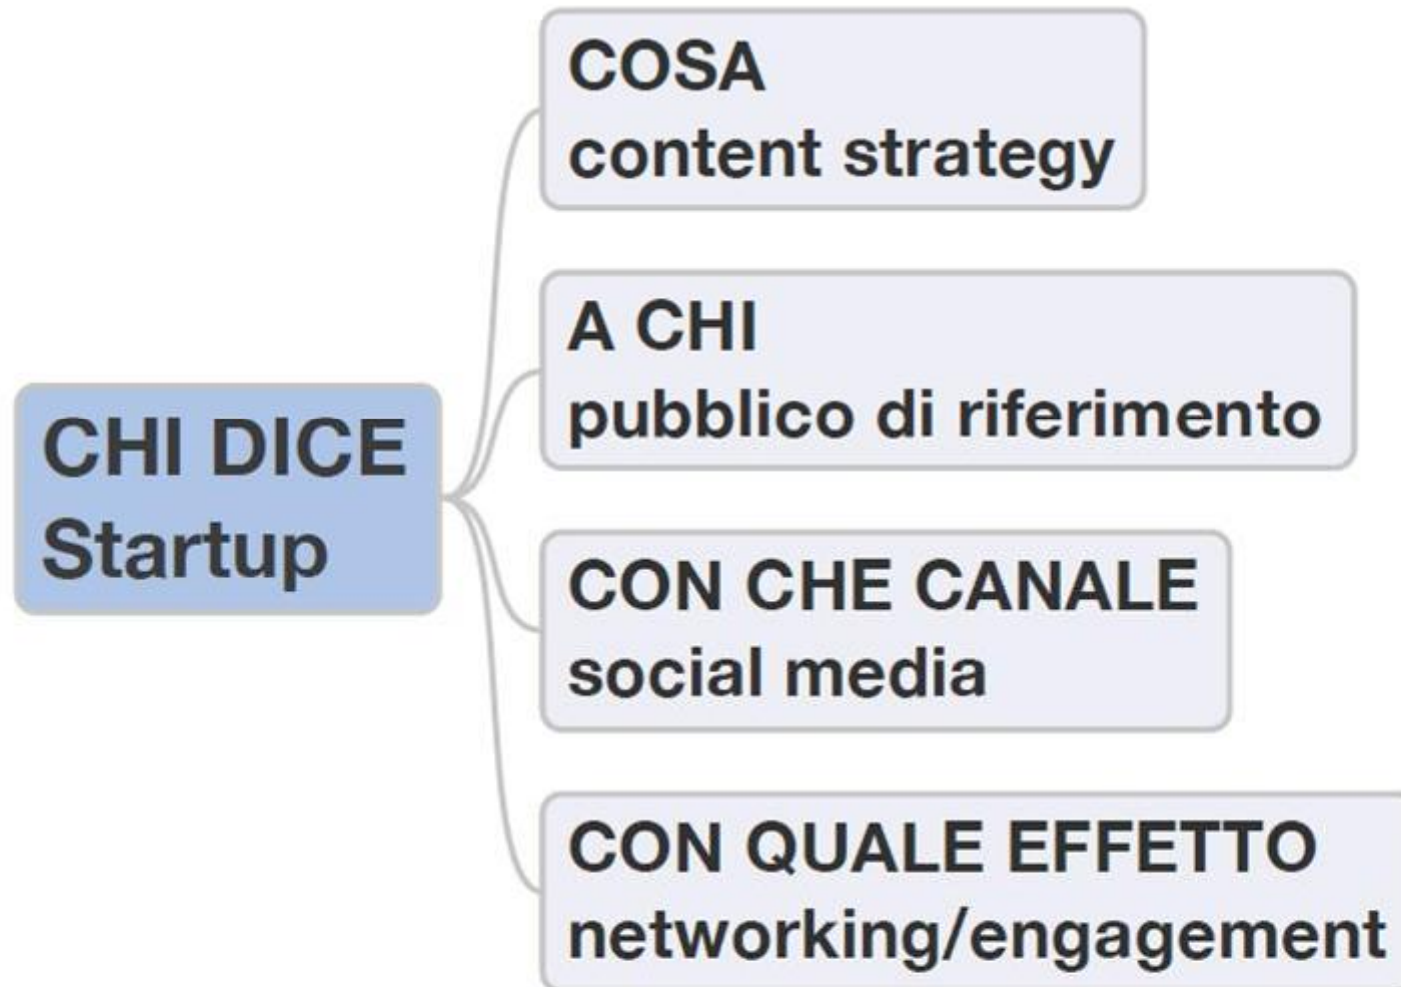 COSA
content strategy
A CHI
pubblico di riferimento
CHI DICE
Startup
CON CHE CANALE
social media
CON QUALE EFFETTO
networking/engagement